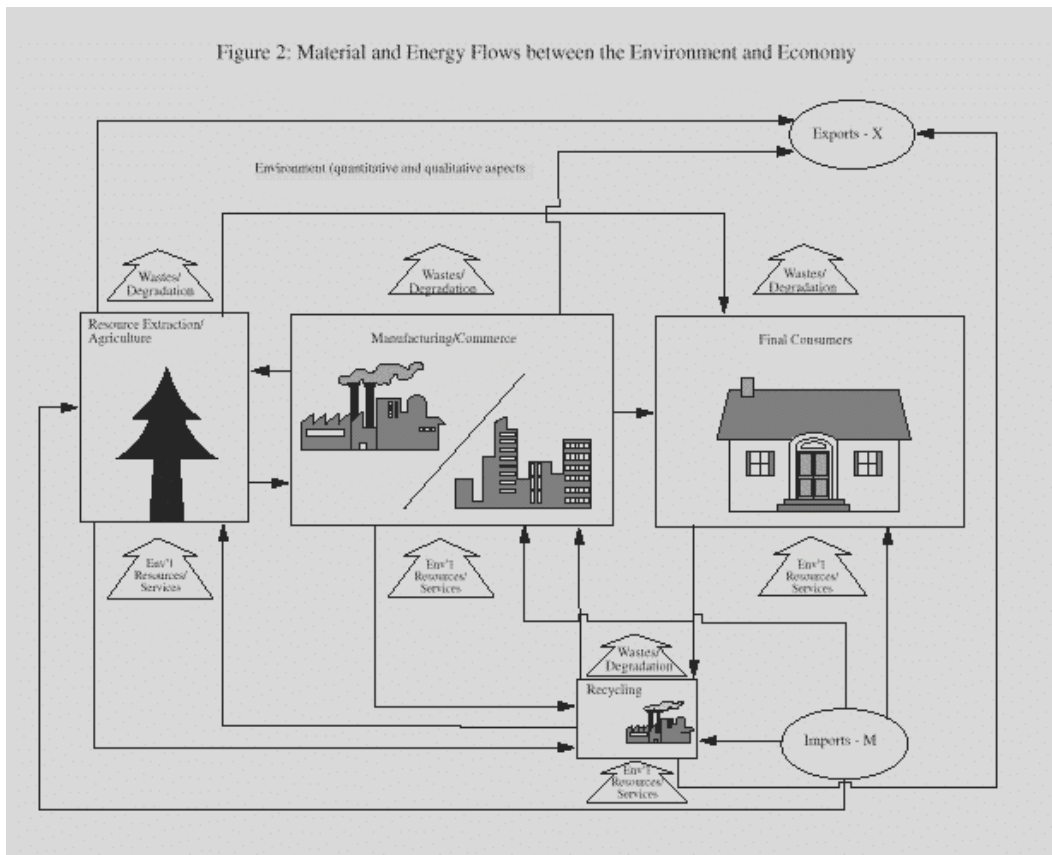 Figure 2: Material and Energy Flows between the Environment and Economy
Exports - X
Environment (quantitative and qualitative aspects
Wastes/
Degradation
Wastes/
Degradation
Wastes/
Degradation
Resource Extraction/
Agriculture
Manufacturing/Commerce
Final Consumers
Env'l
Resources/
Services
Env'l
Resources/
Services
Env'l
Resources/
Services
Wastes/
Degradation
Recycling
Imports - M
Env'l
Resources/
Services